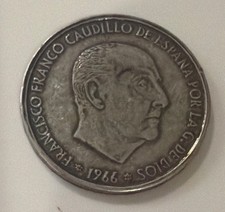 FRANCISCO FRANCO CAUDILLO DE ESPAÑA POR LA G. DE DIOS
1966